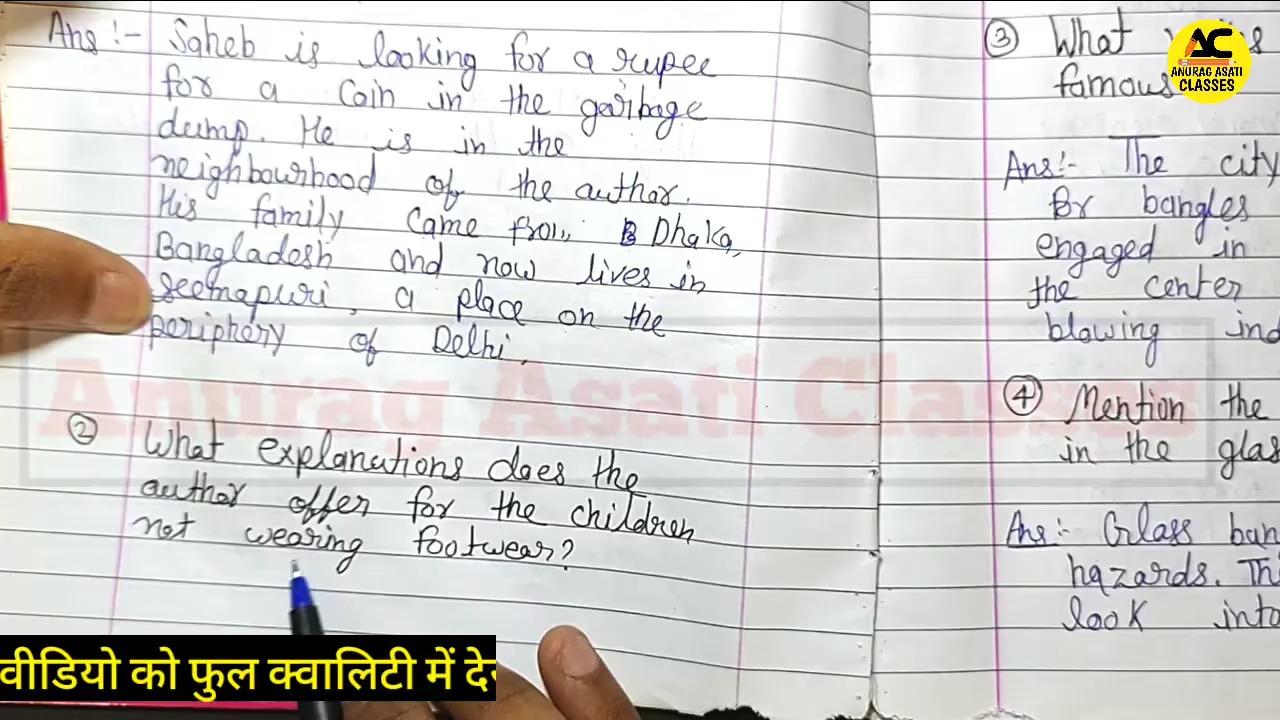 Ans :- Saheb is looking for a rupee
for a Coin in the garbage
dump. He is in the
neighbourhood of the author.
His family came from B Dhaka,
Bangladesh and now lives in
seemapuri, a place on the
periphery of Delhi.
② What explanations does the
author offer for the children
not wearing footwear?
③ What
famous
Ans:- The city
for bangles
engaged in
the center
blowing ind
④ Mention the
in the glas
Ans:- Glass ban
hazards. Th
look into
AC
ANURAG ASATI
CLASSES
Anurag Asati Classes
वीडियो को फुल क्वालिटी में दे